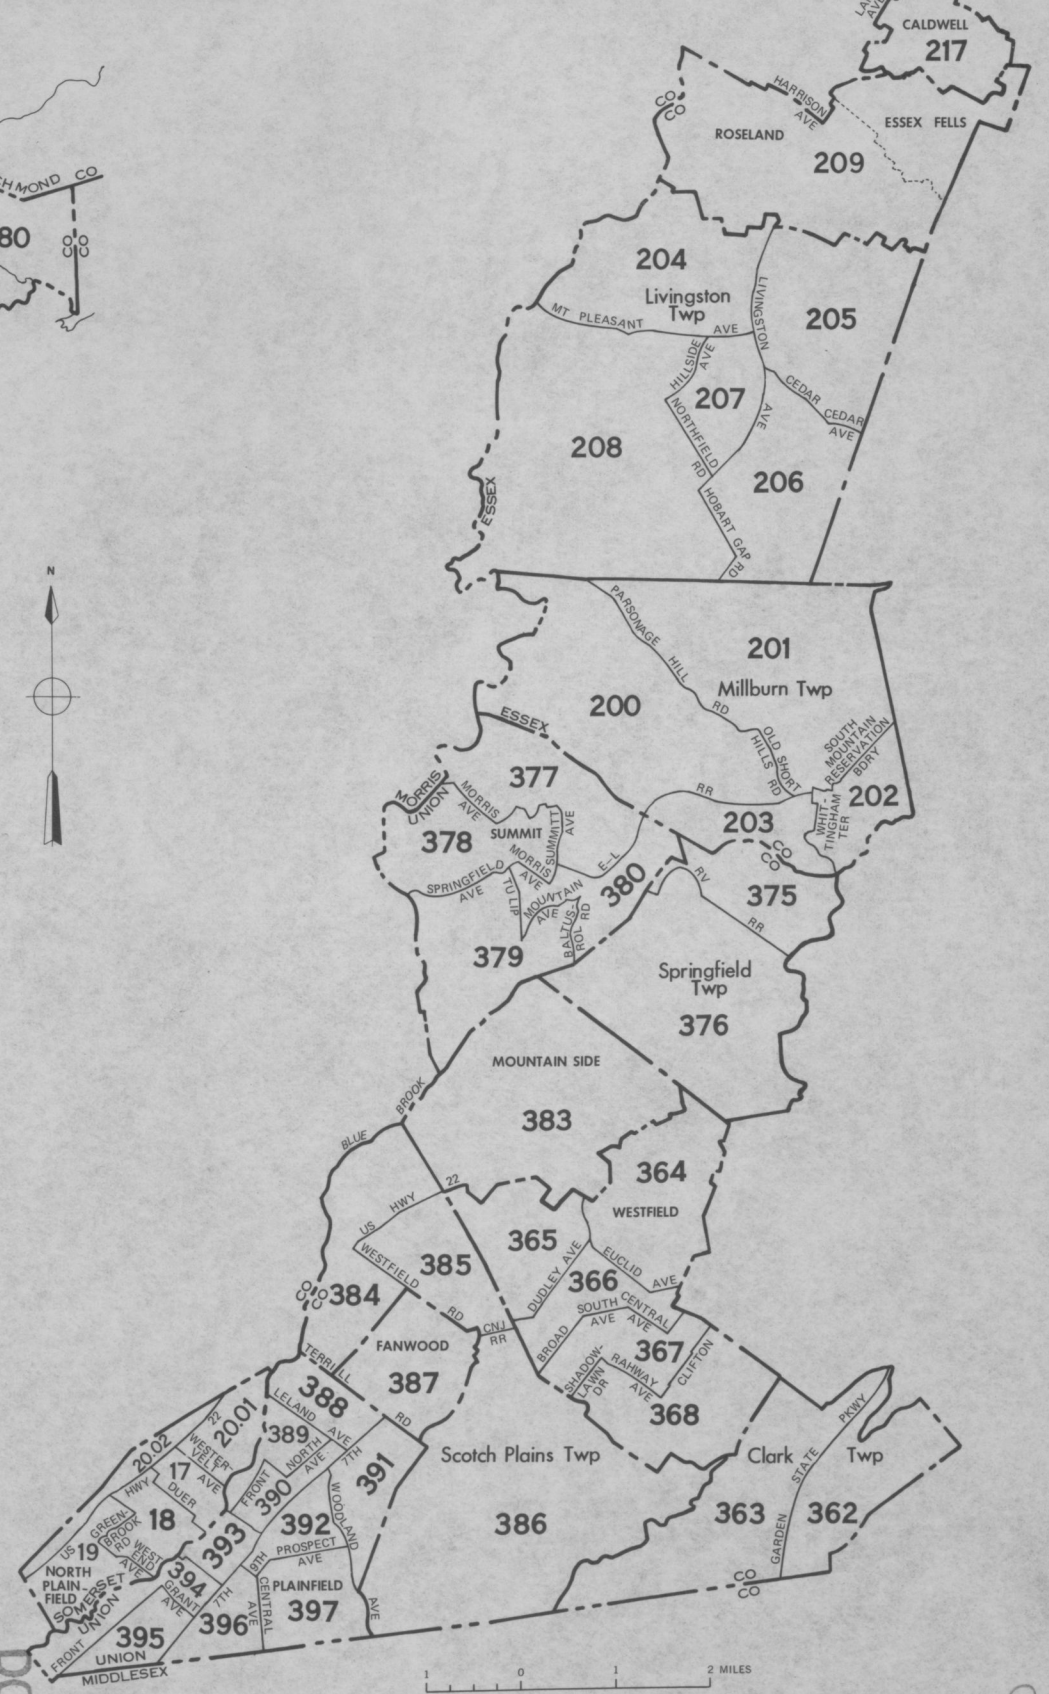 CALDWELL
217
HARRISON
AVE
CO
CO
ROSELAND
ESSEX FELLS
209
HMOND CO
80
CO
CO
204
Livingston
Twp
LIVINGSTON
AVE
205
MT PLEASANT AVE
HILLSIDE
AVE
CEDAR
CEDAR
AVE
207
NORTHFIELD
RD
208
206
ESSEX
HOBART GAP
RD
N
PARSONAGE HILL RD
201
Millburn Twp
200
ESSEX
OLD SHORT
HILLS RD
SOUTH
MOUNTAIN
RESERVATION
BDRY
377
MORRIS
UNION
MORRIS
AVE
RR
202
WHIT-
TINGHAM
TER
203
CO
CO
378
SUMMIT
SUMMITT
AVE
MORRIS
AVE
E-L
SPRINGFIELD
AVE
TULIP
MOUNTAIN
AVE
BALTUS-
ROL RD
380
RV
RR
375
379
Springfield
Twp
376
MOUNTAIN SIDE
383
BLUE BROOK
364
WESTFIELD
US HWY 22
365
WESTFIELD
RD
385
DUDLEY AVE
EUCLID AVE
366
CO
CO
384
CNJ
RR
BROAD
SOUTH
AVE
CENTRAL
AVE
367
FANWOOD
387
TERRILL
RD
SHADOW-
LAWN
DR
RAHWAY
AVE
CLIFTON
368
388
LELAND AVE
20.01
22
389
NORTH
AVE
7TH
20.02
WESTER-
VELT
AVE
17
HWY
DUER
FRONT
390
391
Scotch Plains Twp
Clark Twp
GARDEN STATE PKWY
WOODLAND
AVE
386
363
362
US
GREEN-
BROOK
RD
18
19
WEST
END
AVE
393
392
PROSPECT
AVE
9TH
NORTH
PLAIN-
FIELD
SOMERSET
UNION
394
GRANT
AVE
7TH
CENTRAL
AVE
PLAINFIELD
397
396
395
FRONT
UNION
MIDDLESEX
CO
CO
1 0 1 2 MILES